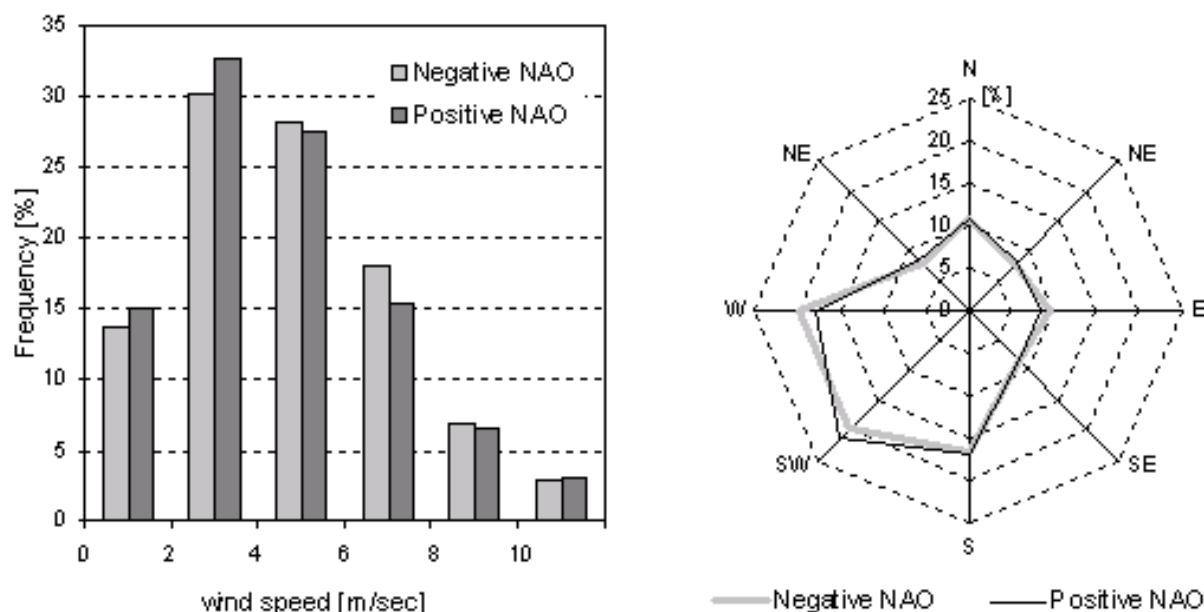 35
30
25
20
15
10
5
0
Frequency [%]
Negative NAO
Positive NAO
0 2 4 6 8 10
wind speed [m/sec]
N
[%]
25
20
15
10
5
0
NE
NE
W
E
SW
SE
S
Negative NAO Positive NAO